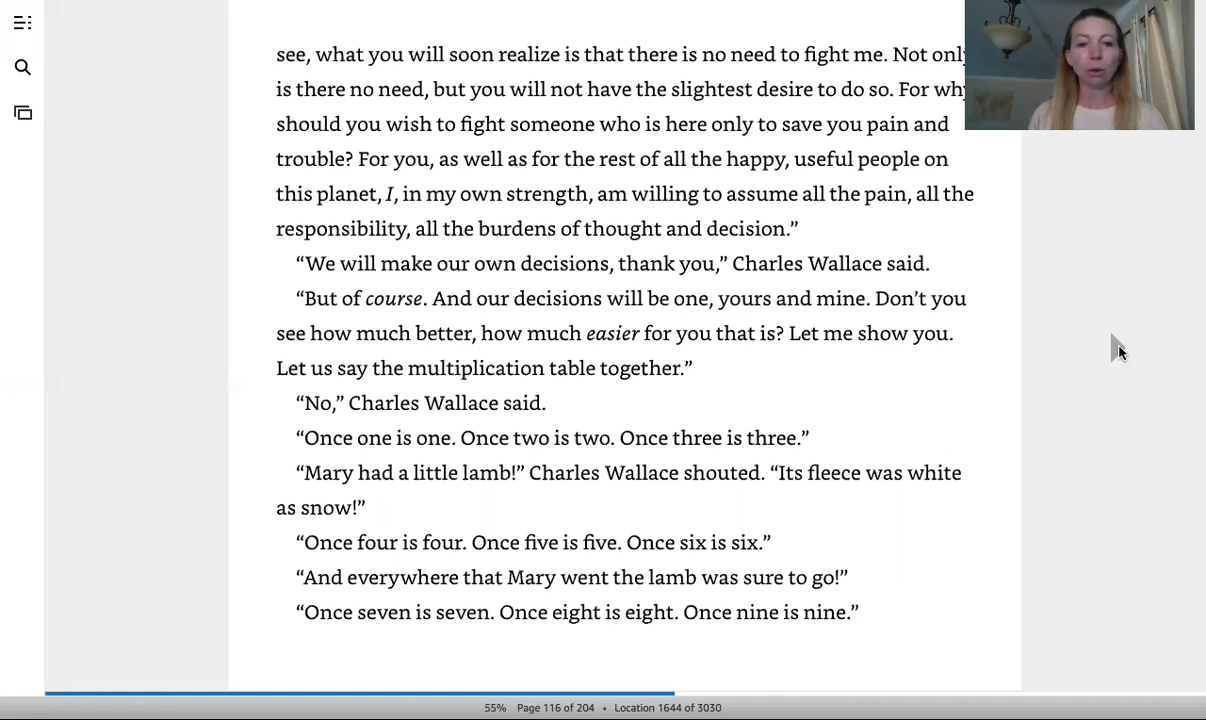 see, what you will soon realize is that there is no need to fight me. Not
is there no need, but you will not have the slightest desire to do so. For
should you wish to fight someone who is here only to save you pain and
trouble? For you, as well as for the rest of all the happy, useful people on
this planet, I, in my own strength, am willing to assume all the pain, all the
responsibility, all the burdens of thought and decision.”
“We will make our own decisions, thank you,” Charles Wallace said.
“But of course. And our decisions will be one, yours and mine. Don’t you
see how much better, how much easier for you that is? Let me show you.
Let us say the multiplication table together.”
“No,” Charles Wallace said.
“Once one is one. Once two is two. Once three is three.”
“Mary had a little lamb!” Charles Wallace shouted. “Its fleece was white
as snow!”
“Once four is four. Once five is five. Once six is six.”
“And everywhere that Mary went the lamb was sure to go!”
“Once seven is seven. Once eight is eight. Once nine is nine.”
55% Page 116 of 204 • Location 1644 of 3030